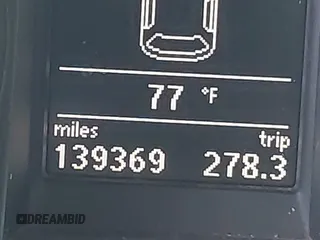 77 °F
miles trip
139369 278.3
DREAMBID